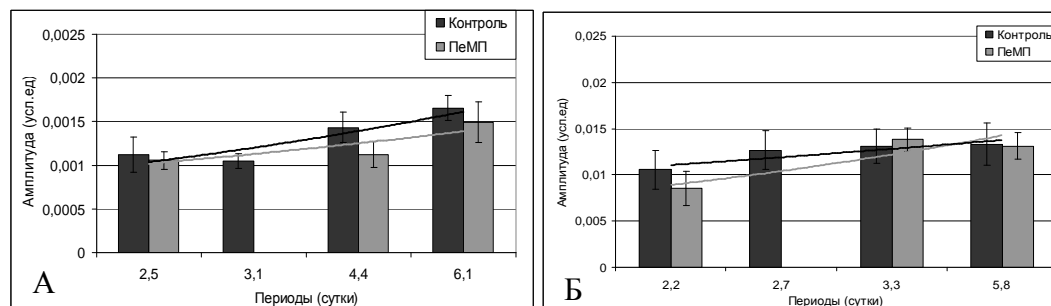 0,0025
0,002
0,0015
0,001
0,0005
0
Амплитуда (усл.ед)
Контроль
ПеМП
2,5 3,1 4,4 6,1
Периоды (сутки)
А
0,025
0,02
0,015
0,01
0,005
0
Амплитуда (усл.ед)
Контроль
ПеМП
2,2 2,7 3,3 5,8
Периоды (сутки)
Б